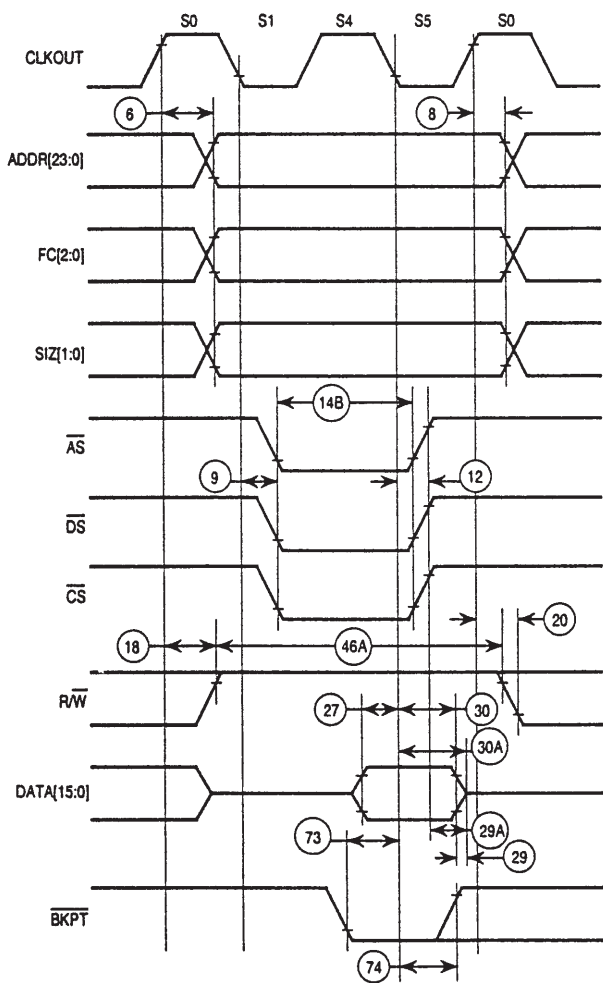 S0 S1 S4 S5 S0
CLKOUT
6 8
ADDR[23:0]
FC[2:0]
SIZ[1:0]
14B
AS
9 12
DS
CS
20
18 46A
R/W
27 30
30A
DATA[15:0]
29A
73
29
BKPT
74